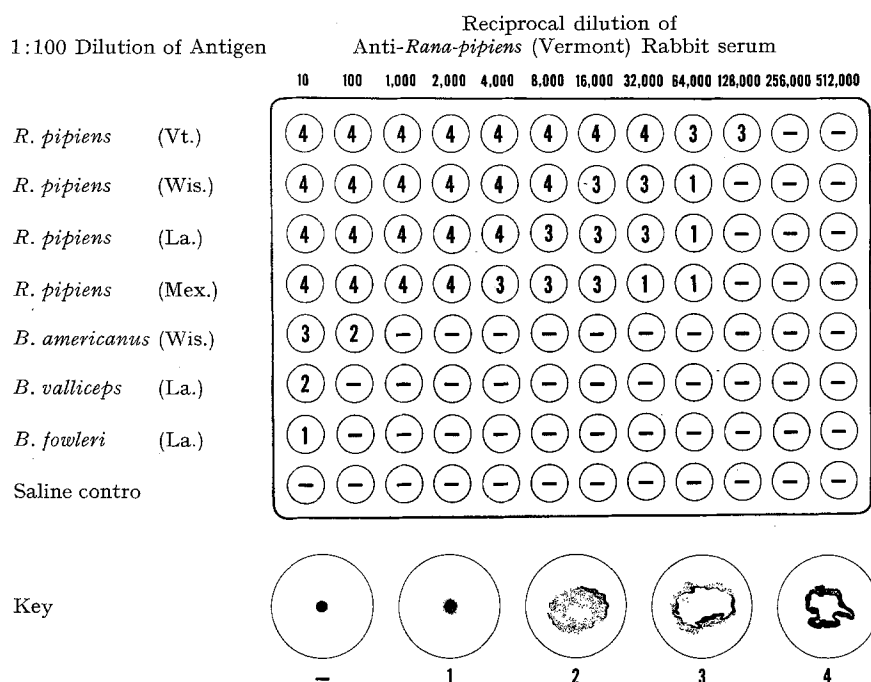 Reciprocal dilution of
1:100 Dilution of Antigen Anti-Rana-pipiens (Vermont) Rabbit serum
10 100 1,000 2,000 4,000 8,000 16,000 32,000 64,000 128,000 256,000 512,000
R. pipiens (Vt.) 4 4 4 4 4 4 4 4 3 3 – –
R. pipiens (Wis.) 4 4 4 4 4 4 3 3 1 – – –
R. pipiens (La.) 4 4 4 4 4 3 3 3 1 – – –
R. pipiens (Mex.) 4 4 4 4 3 3 3 1 1 – – –
B. americanus (Wis.) 3 2 – – – – – – – – – –
B. valliceps (La.) 2 – – – – – – – – – – –
B. fowleri (La.) 1 – – – – – – – – – – –
Saline contro – – – – – – – – – – – –
Key
– 1 2 3 4